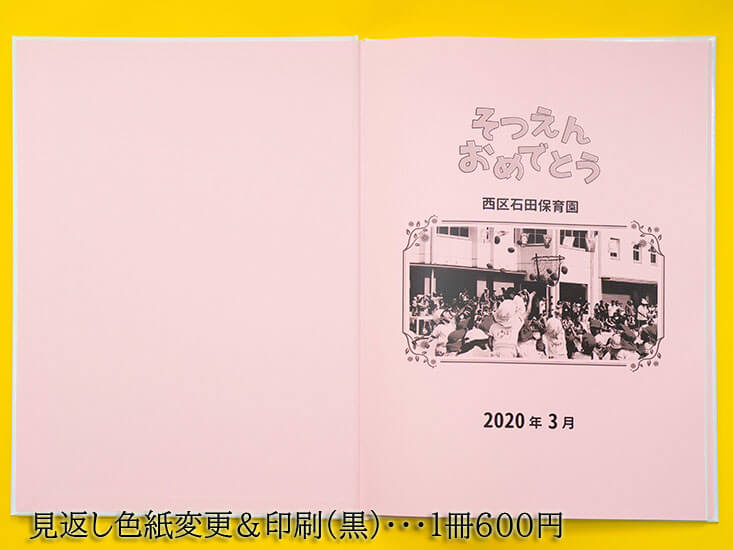 そつえん
おめでとう
西区石田保育園
2020年3月
見返し色紙変更&印刷(黒)･･･1冊600円